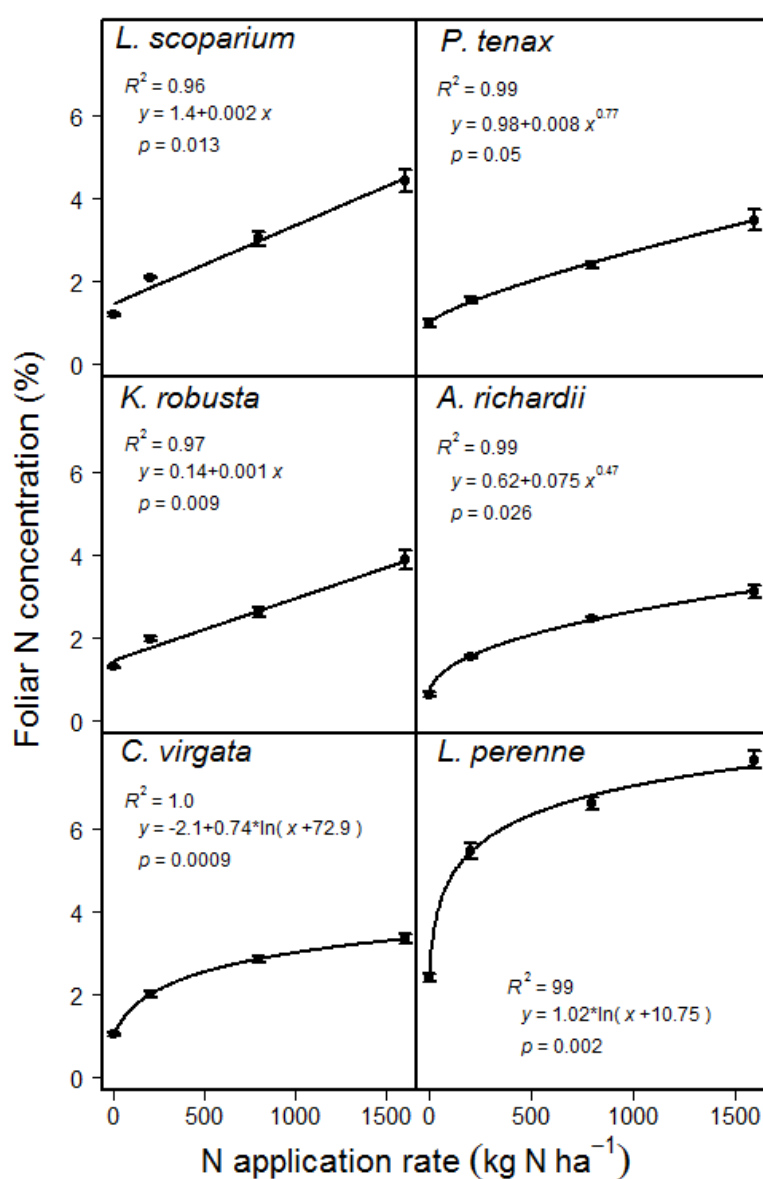 L. scoparium
R² = 0.96
y = 1.4+0.002 x
p = 0.013
P. tenax
R² = 0.99
y = 0.98+0.008 x^0.77
p = 0.05
6
4
2
0
K. robusta
R² = 0.97
y = 0.14+0.001 x
p = 0.009
A. richardii
R² = 0.99
y = 0.62+0.075 x^0.47
p = 0.026
6
4
2
0
C. virgata
R² = 1.0
y = -2.1+0.74*ln( x +72.9 )
p = 0.0009
L. perenne
R² = 99
y = 1.02*ln( x +10.75 )
p = 0.002
6
4
2
0
0 500 1000 1500 0 500 1000 1500
Foliar N concentration (%)
N application rate (kg N ha⁻¹)